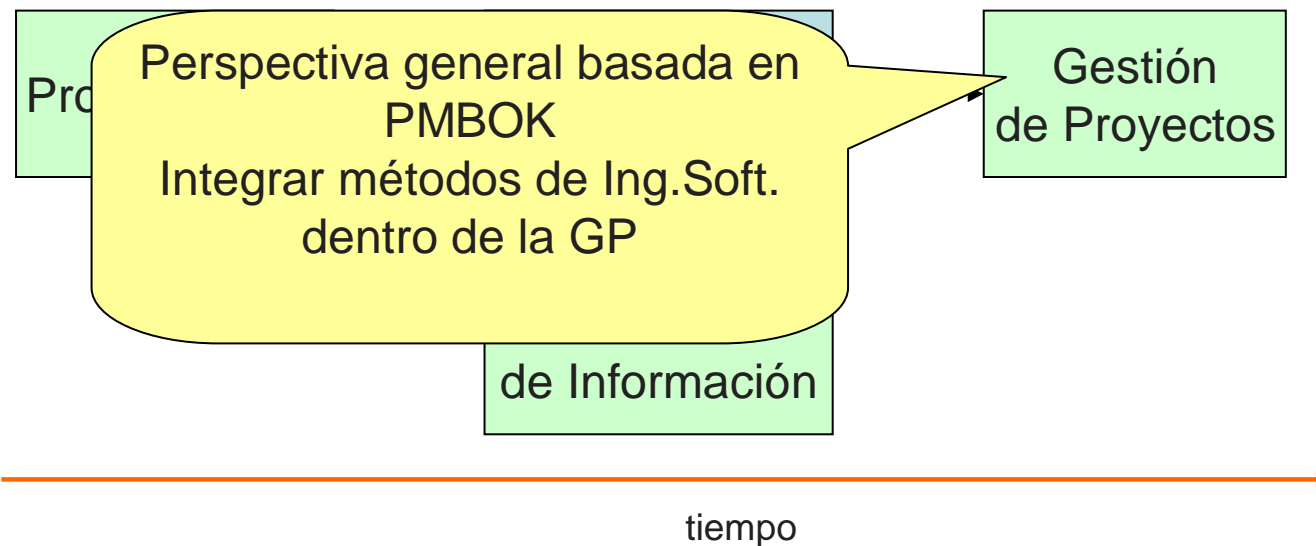 Perspectiva general basada en
PMBOK
Integrar métodos de Ing.Soft.
dentro de la GP
Gestión
de Proyectos
de Información
tiempo